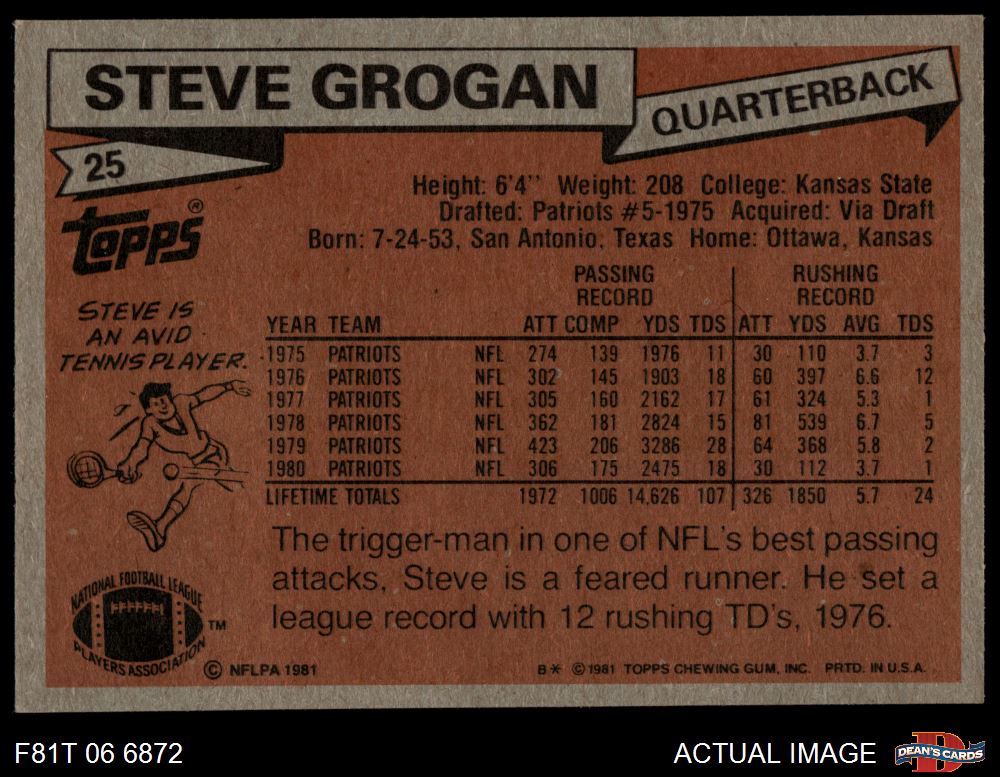 STEVE GROGAN
QUARTERBACK
25
Topps®
Height: 6'4'' Weight: 208 College: Kansas State
Drafted: Patriots #5-1975 Acquired: Via Draft
Born: 7-24-53, San Antonio, Texas Home: Ottawa, Kansas
STEVE IS
AN AVID
TENNIS PLAYER.
PASSING RUSHING
RECORD RECORD
YEAR TEAM ATT COMP YDS TDS ATT YDS AVG TDS
1975 PATRIOTS NFL 274 139 1976 11 30 110 3.7 3
1976 PATRIOTS NFL 302 145 1903 18 60 397 6.6 12
1977 PATRIOTS NFL 305 160 2162 17 61 324 5.3 1
1978 PATRIOTS NFL 362 181 2824 15 81 539 6.7 5
1979 PATRIOTS NFL 423 206 3286 28 64 368 5.8 2
1980 PATRIOTS NFL 306 175 2475 18 30 112 3.7 1
LIFETIME TOTALS 1972 1006 14,626 107 326 1850 5.7 24
The trigger-man in one of NFL's best passing
attacks, Steve is a feared runner. He set a
league record with 12 rushing TD's, 1976.
NATIONAL FOOTBALL LEAGUE
PLAYERS ASSOCIATION
TM
© NFLPA 1981
B* © 1981 TOPPS CHEWING GUM, INC. PRTD. IN U.S.A.
F81T 06 6872
ACTUAL IMAGE
D
DEAN'S CARDS